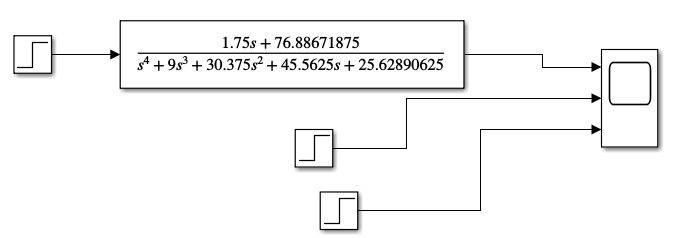 1.75s + 76.88671875
s⁴ + 9s³ + 30.375s² + 45.5625s + 25.62890625